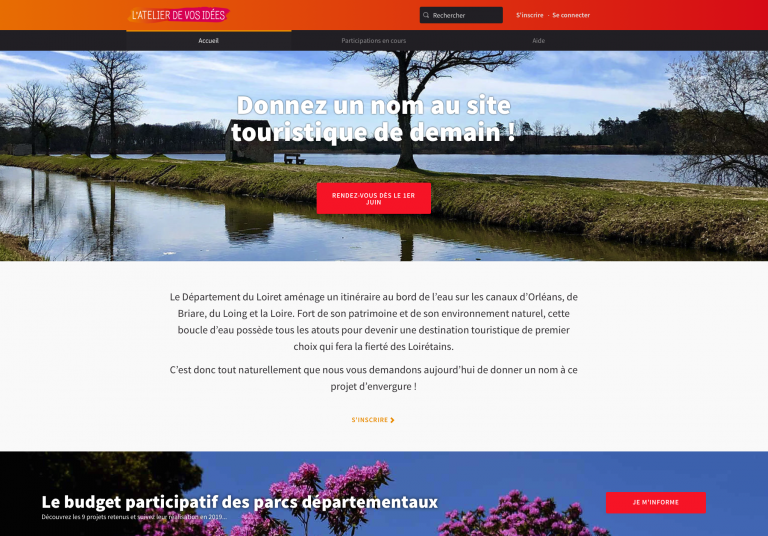 L'ATELIER DE VOS IDÉES
Rechercher
S'inscrire - Se connecter
Accueil
Participations en cours
Aide
Donnez un nom au site
touristique de demain !
RENDEZ-VOUS DÈS LE 1ER
JUIN
Le Département du Loiret aménage un itinéraire au bord de l'eau sur les canaux d'Orléans, de
Briare, du Loing et la Loire. Fort de son patrimoine et de son environnement naturel, cette
boucle d'eau possède tous les atouts pour devenir une destination touristique de premier
choix qui fera la fierté des Loirétains.
C'est donc tout naturellement que nous vous demandons aujourd'hui de donner un nom à ce
projet d'envergure !
S'INSCRIRE
Le budget participatif des parcs départementaux
Découvrez les 9 projets retenus et suivez leur réalisation en 2019...
JE M'INFORME